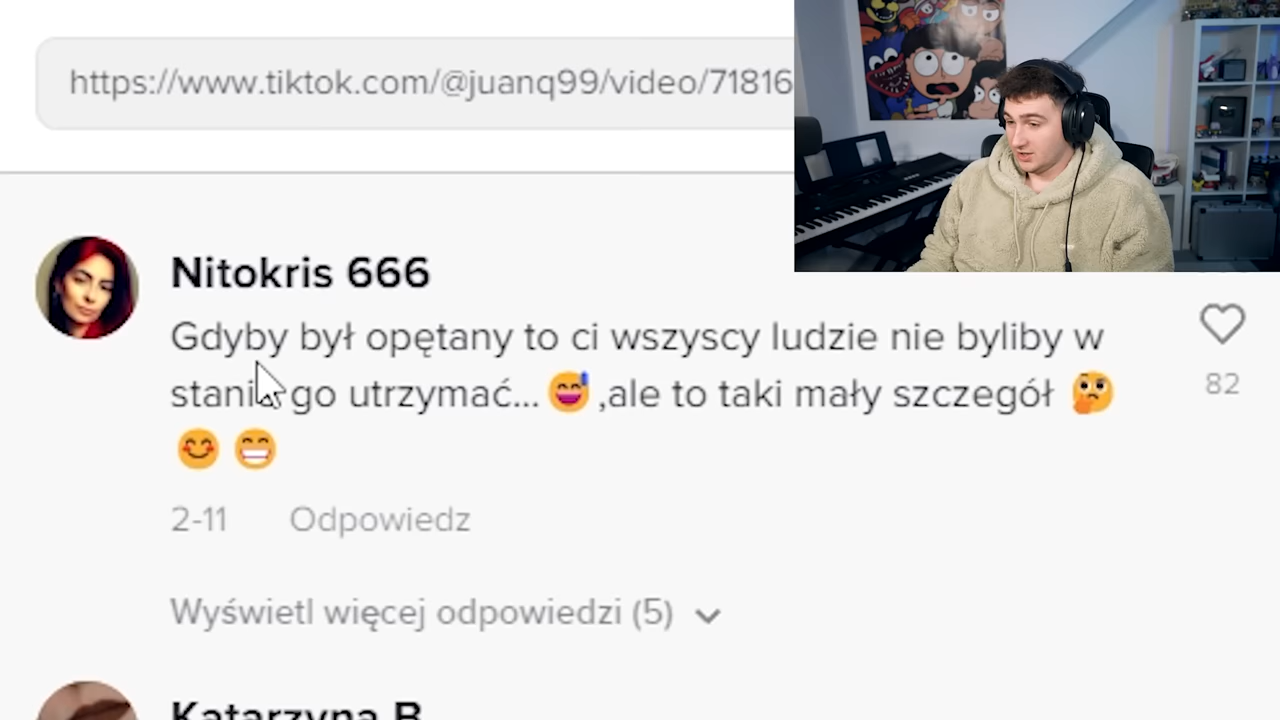 https://www.tiktok.com/@juanq99/video/71816
Nitokris 666
Gdyby był opętany to ci wszyscy ludzie nie byliby w
stanie go utrzymać...😅 ,ale to taki mały szczegół 🤔
😊 😁
82
2-11 Odpowiedz
Wyświetl więcej odpowiedzi (5)
Katarzyna B